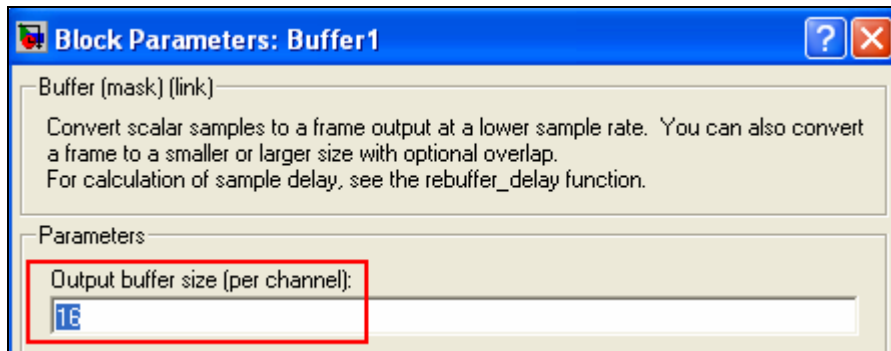 Block Parameters: Buffer1
Buffer (mask) (link)
Convert scalar samples to a frame output at a lower sample rate.  You can also convert
a frame to a smaller or larger size with optional overlap.
For calculation of sample delay, see the rebuffer_delay function.
Parameters
Output buffer size (per channel):
16